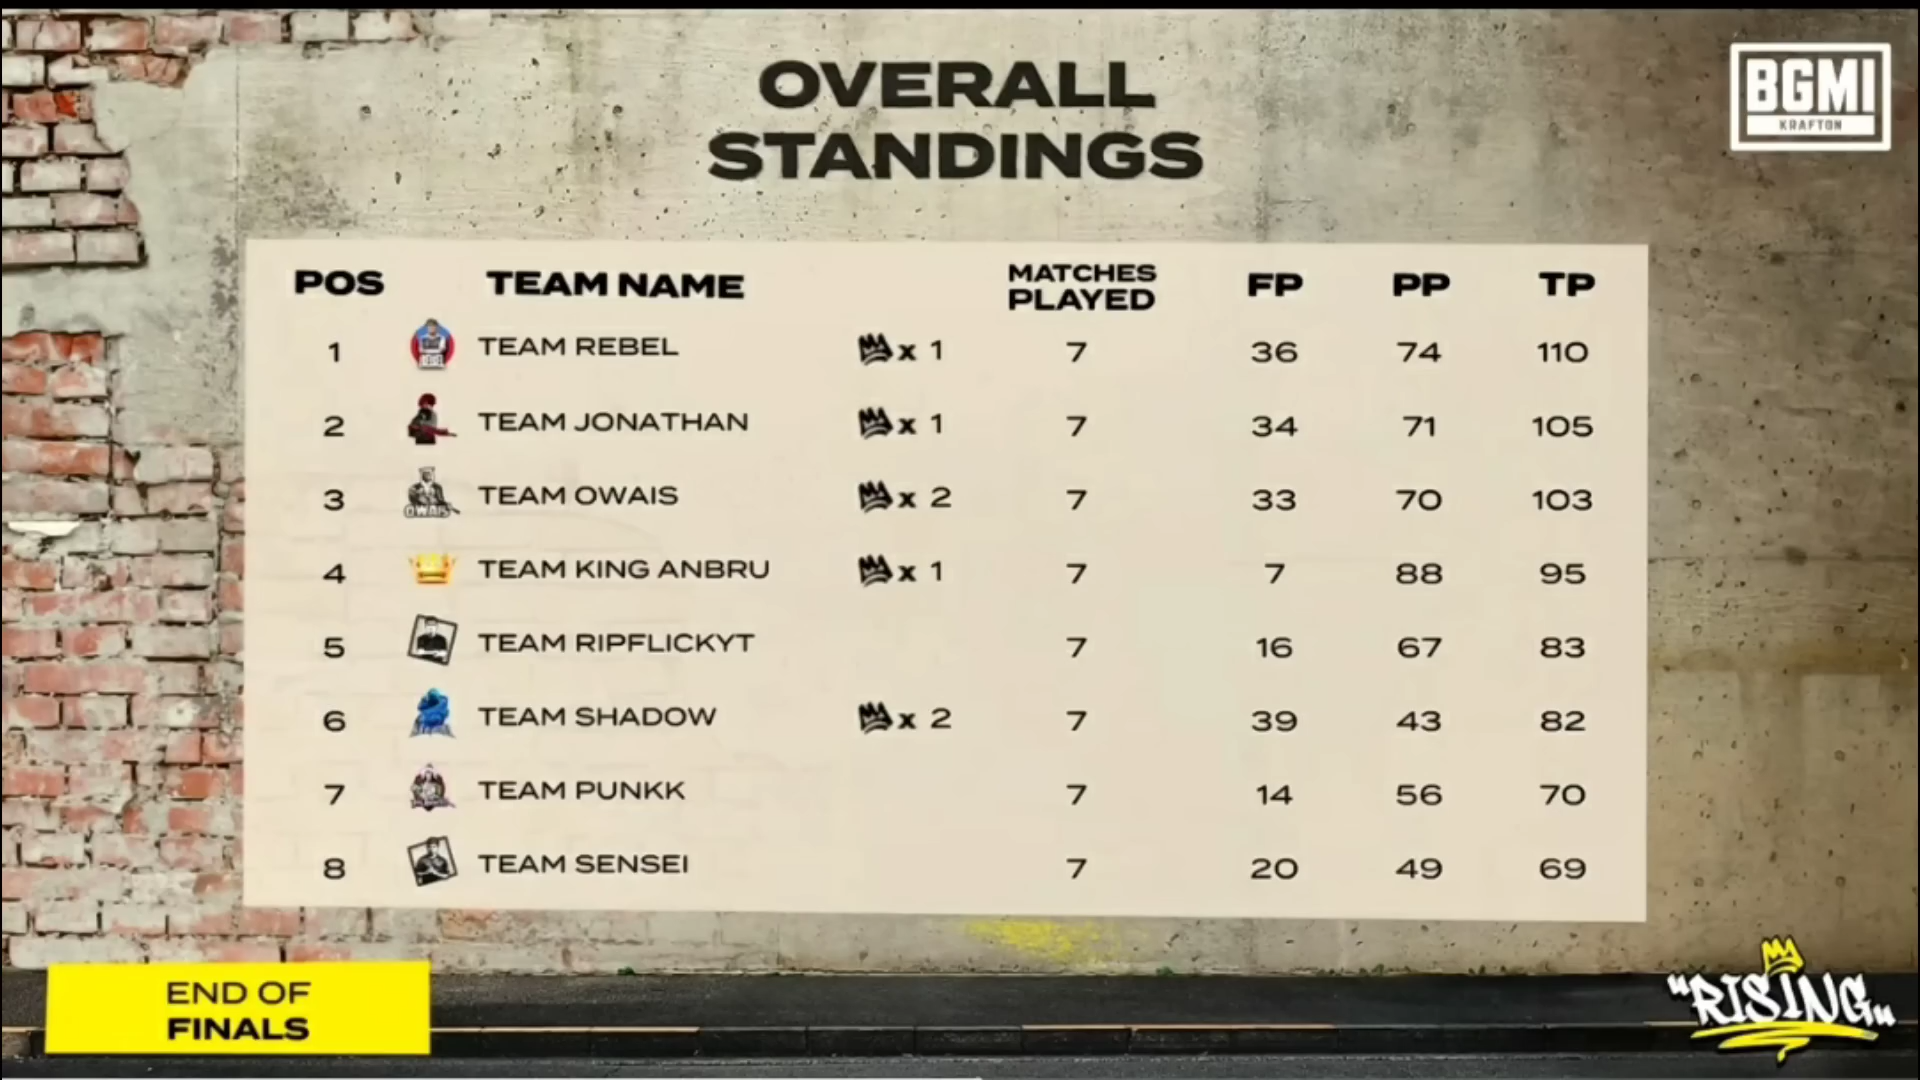 OVERALL
STANDINGS
BGMI
KRAFTON
POS TEAM NAME MATCHES PLAYED FP PP TP
1 TEAM REBEL x 1 7 36 74 110
2 TEAM JONATHAN x 1 7 34 71 105
3 OWAIS TEAM OWAIS x 2 7 33 70 103
4 TEAM KING ANBRU x 1 7 7 88 95
5 TEAM RIPFLICKYT 7 16 67 83
6 TEAM SHADOW x 2 7 39 43 82
7 TEAM PUNKK 7 14 56 70
8 TEAM SENSEI 7 20 49 69
END OF
FINALS
"RISING"